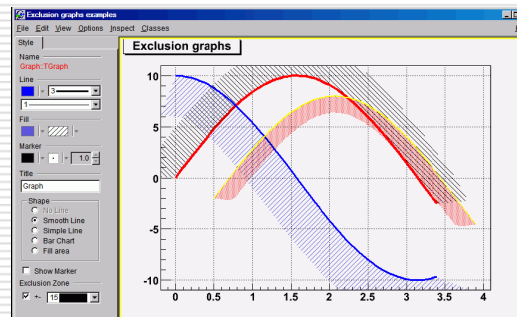 Exclusion graphs examples
File Edit View Options Inspect Classes
Style
Name
Graph::TGraph
Line
3
1
Fill
Marker
1.0
Title
Graph
Shape
No Line
Smooth Line
Simple Line
Bar Chart
Fill area
Show Marker
Exclusion Zone
+- 15
Exclusion graphs
10
5
0
-5
-10
0 0.5 1 1.5 2 2.5 3 3.5 4